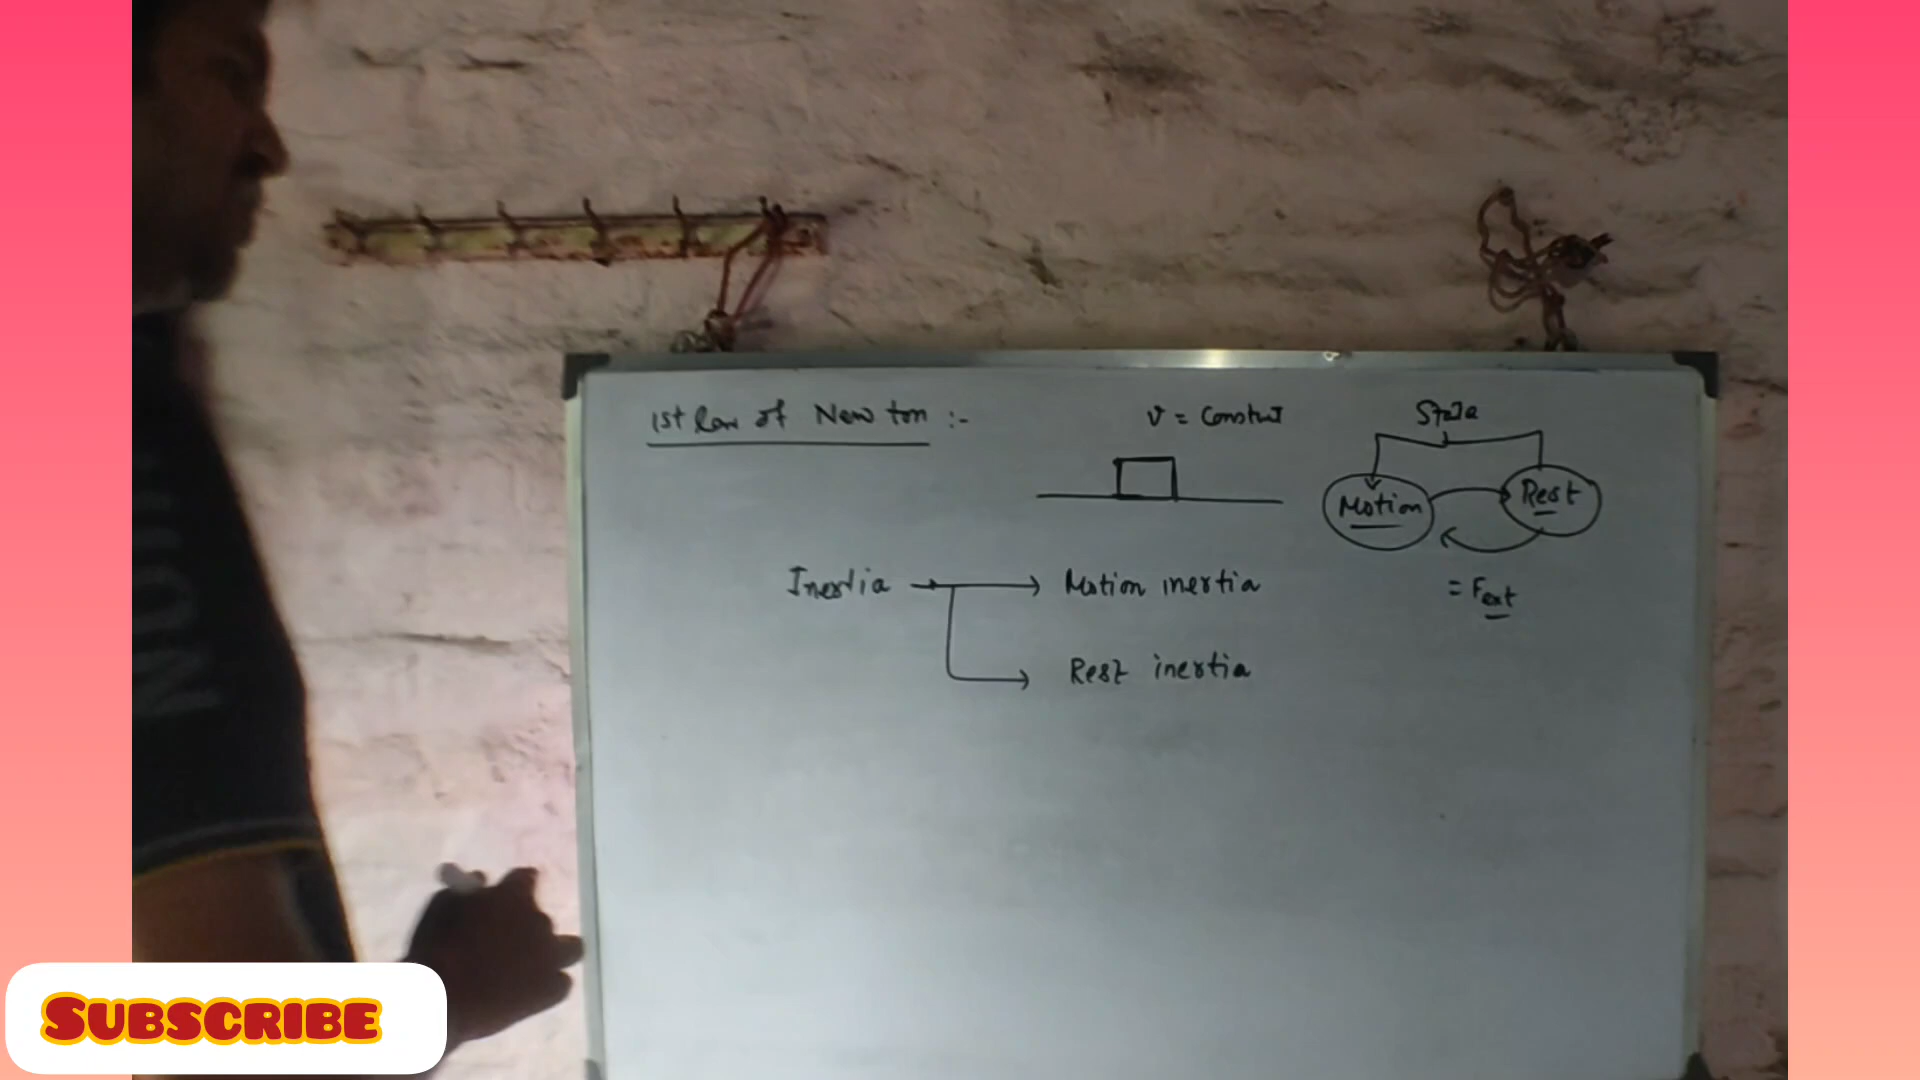 1st law of Newton :-
v = Constant
State
Motion
Rest
= Fext
Inertia
Motion inertia
Rest inertia
SUBSCRIBE